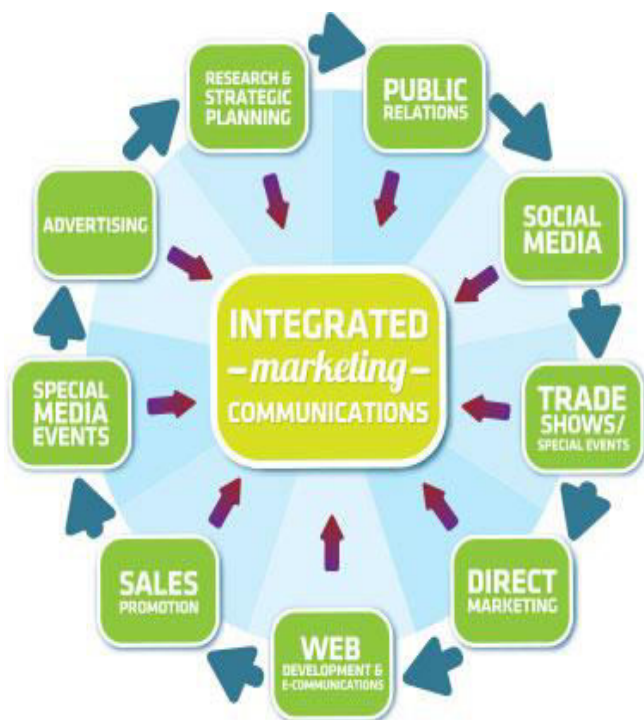 RESEARCH &
STRATEGIC
PLANNING
PUBLIC
RELATIONS
SOCIAL
MEDIA
TRADE
SHOWS/
SPECIAL EVENTS
DIRECT
MARKETING
WEB
DEVELOPMENT &
E-COMMUNICATIONS
SALES
PROMOTION
SPECIAL
MEDIA
EVENTS
ADVERTISING
INTEGRATED
–marketing–
COMMUNICATIONS